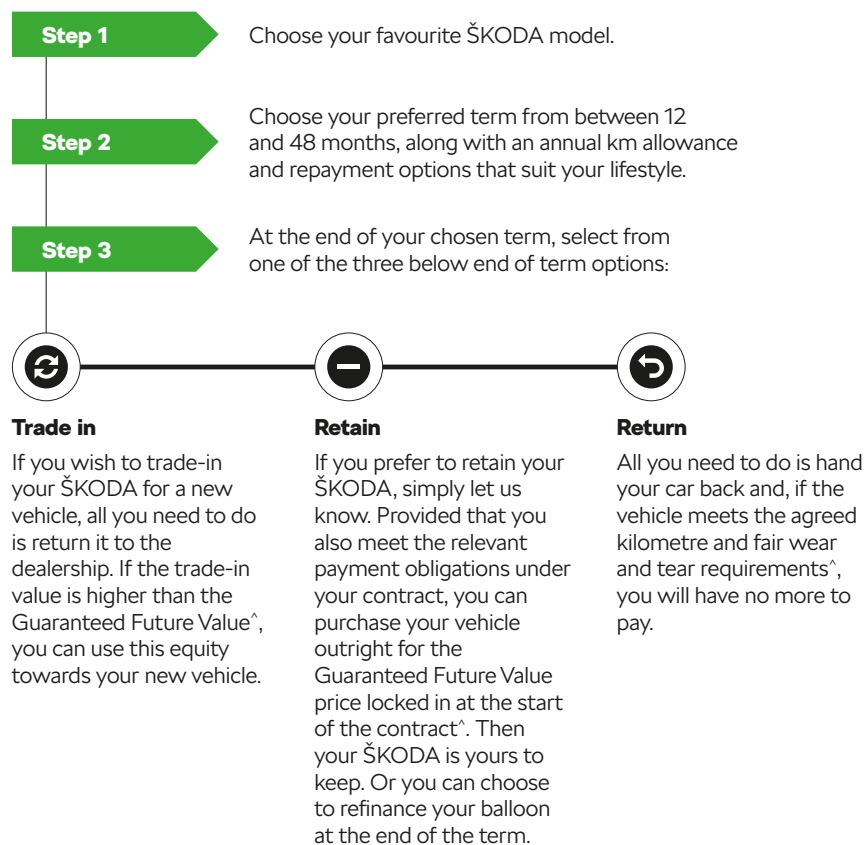 Step 1
Choose your favourite ŠKODA model.
Step 2
Choose your preferred term from between 12
and 48 months, along with an annual km allowance
and repayment options that suit your lifestyle.
Step 3
At the end of your chosen term, select from
one of the three below end of term options:
Trade in
If you wish to trade-in
your ŠKODA for a new
vehicle, all you need to do
is return it to the
dealership. If the trade-in
value is higher than the
Guaranteed Future Value^,
you can use this equity
towards your new vehicle.
Retain
If you prefer to retain your
ŠKODA, simply let us
know. Provided that you
also meet the relevant
payment obligations under
your contract, you can
purchase your vehicle
outright for the
Guaranteed Future Value
price locked in at the start
of the contract^. Then
your ŠKODA is yours to
keep. Or you can choose
to refinance your balloon
at the end of the term.
Return
All you need to do is hand
your car back and, if the
vehicle meets the agreed
kilometre and fair wear
and tear requirements^,
you will have no more to
pay.